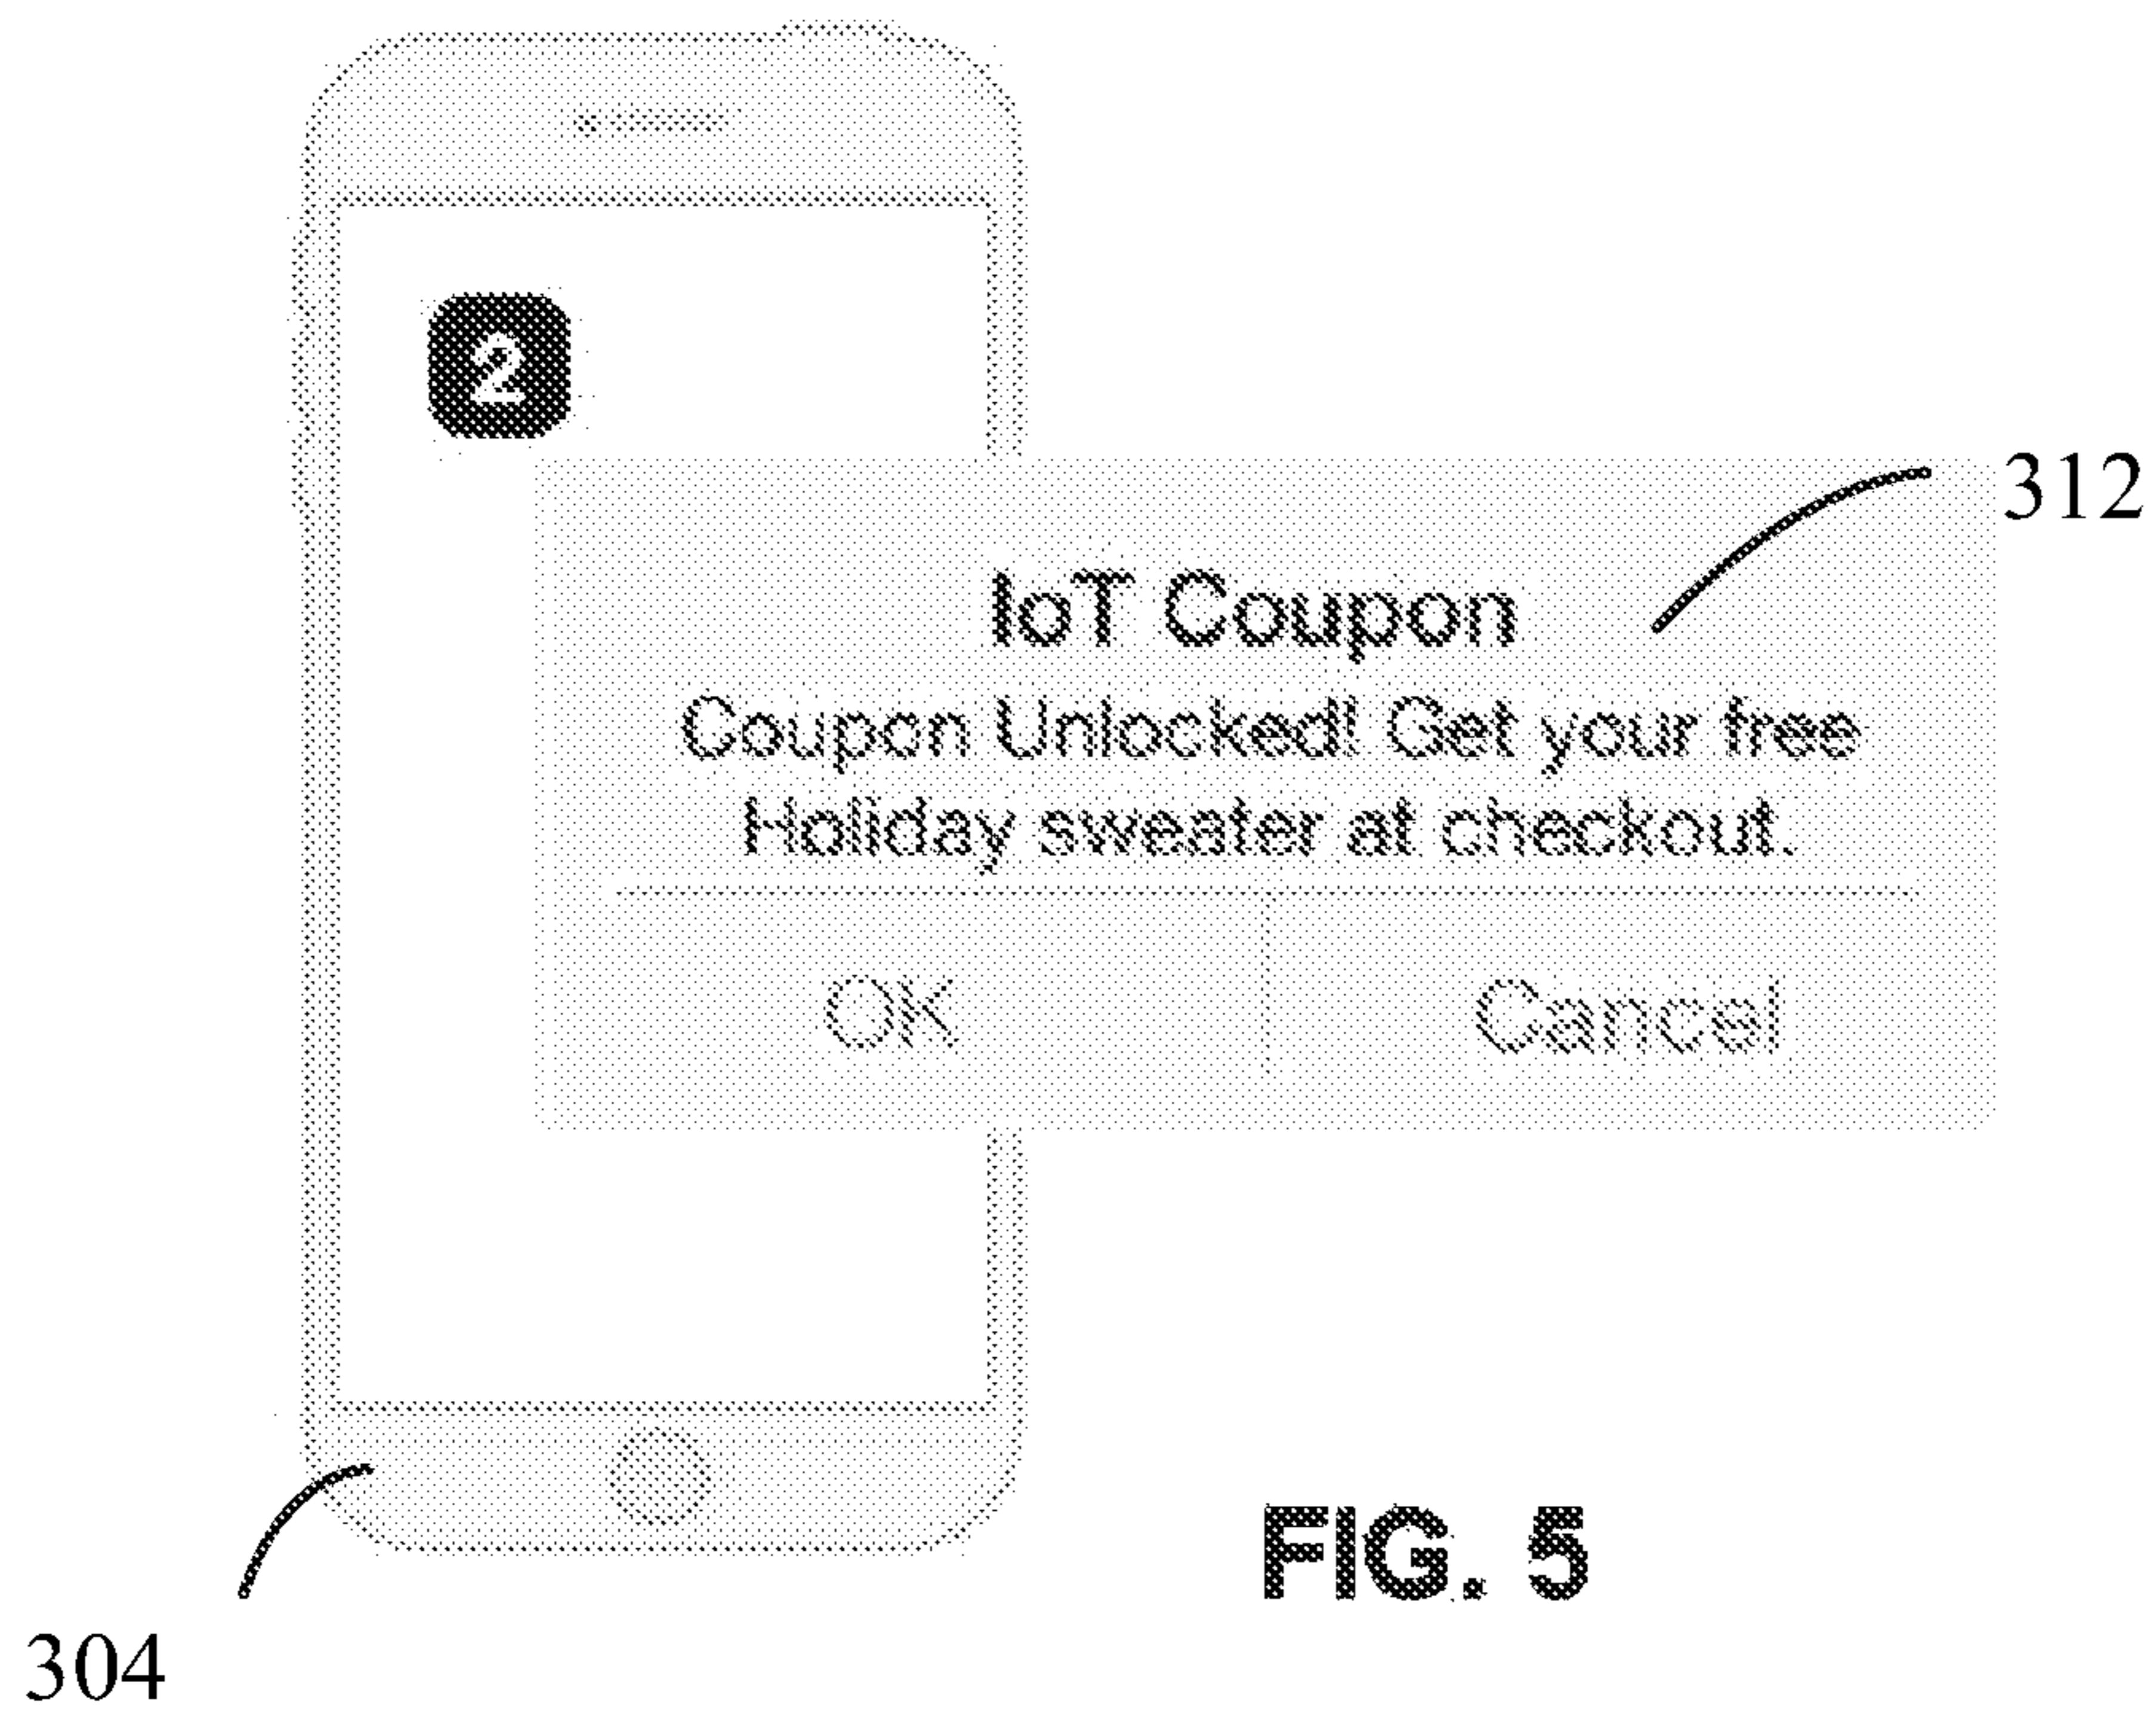 2
312
IoT Coupon
Coupon Unlocked! Get your free
Holiday sweater at checkout.
OK Cancel
FIG. 5
304